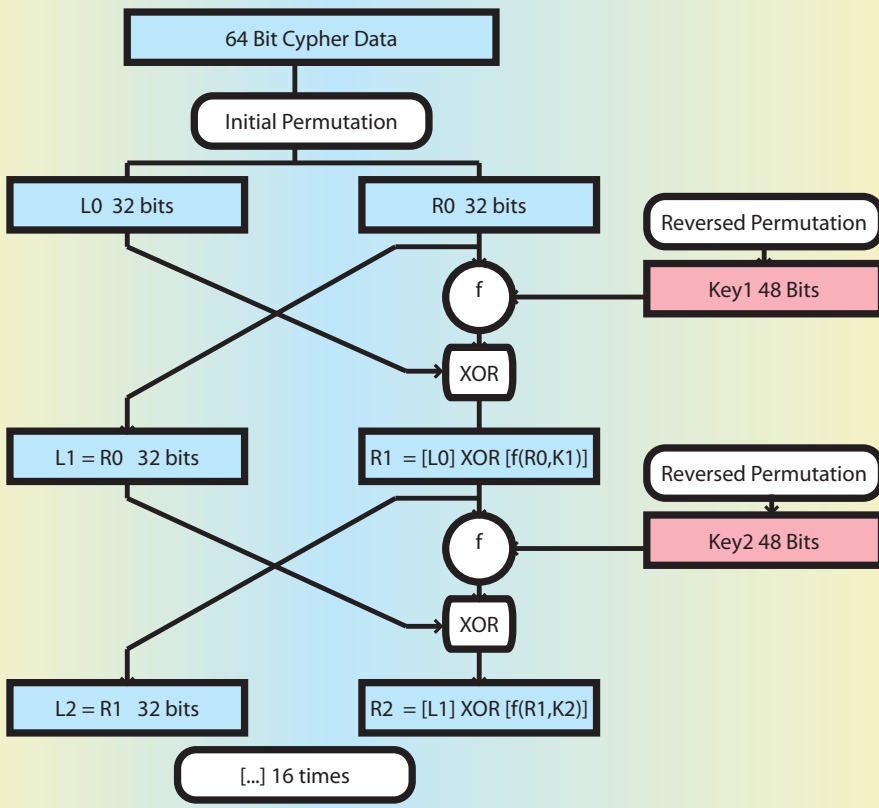 64 Bit Cypher Data
Initial Permutation
L0 32 bits
R0 32 bits
Reversed Permutation
f
Key1 48 Bits
XOR
L1 = R0 32 bits
R1 = [L0] XOR [f(R0,K1)]
Reversed Permutation
f
Key2 48 Bits
XOR
L2 = R1 32 bits
R2 = [L1] XOR [f(R1,K2)]
[...] 16 times